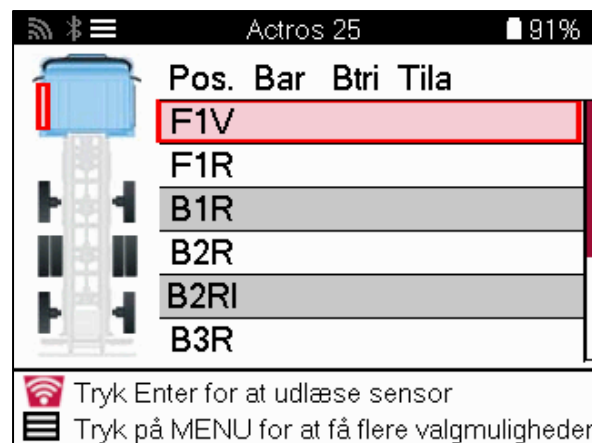 Actros 25 91%
Pos. Bar Btri Tila
F1V
F1R
B1R
B2R
B2RI
B3R
Tryk Enter for at udlæse sensor
Tryk på MENU for at få flere valgmuligheder